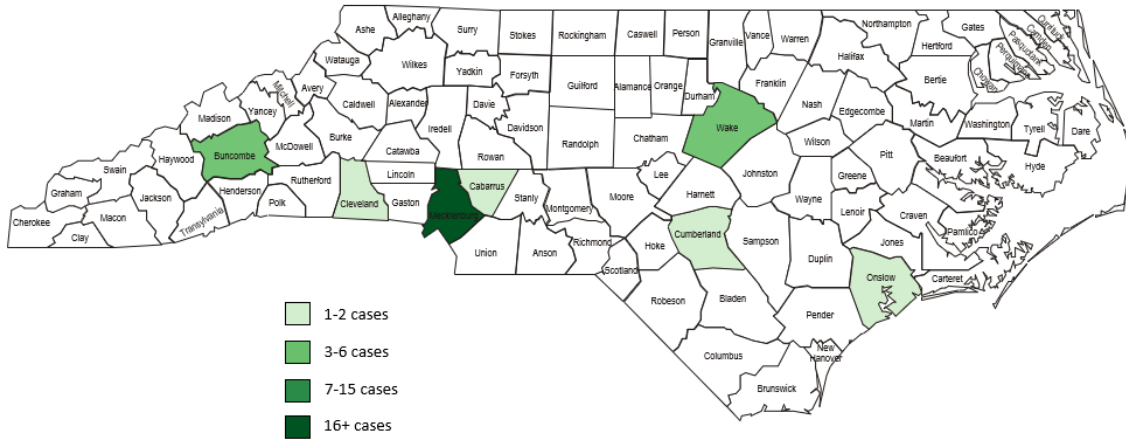 Alleghany
Ashe
Surry
Stokes
Rockingham
Caswell
Person
Granville
Vance
Warren
Northampton
Gates
Currituck
Camden
Pasquotank
Perquimans
Hertford
Halifax
Watauga
Wilkes
Yadkin
Forsyth
Guilford
Alamance
Orange
Durham
Franklin
Bertie
Chowan
Mitchell
Avery
Yancey
Madison
Caldwell
Alexander
Davie
Iredell
Davidson
Nash
Edgecombe
Martin
Washington
Tyrell
Dare
Wake
Buncombe
McDowell
Burke
Catawba
Rowan
Randolph
Chatham
Wilson
Pitt
Beaufort
Hyde
Haywood
Swain
Lincoln
Rutherford
Cabarrus
Lee
Johnston
Greene
Graham
Jackson
Henderson
Polk
Cleveland
Gaston
Mecklenburg
Stanly
Montgomery
Moore
Harnett
Wayne
Lenoir
Craven
Pamlico
Cherokee
Macon
Clay
Transylvania
Union
Anson
Richmond
Scotland
Hoke
Cumberland
Sampson
Duplin
Jones
Onslow
Carteret
Robeson
Bladen
Pender
Columbus
New
Hanover
Brunswick
1-2 cases
3-6 cases
7-15 cases
16+ cases